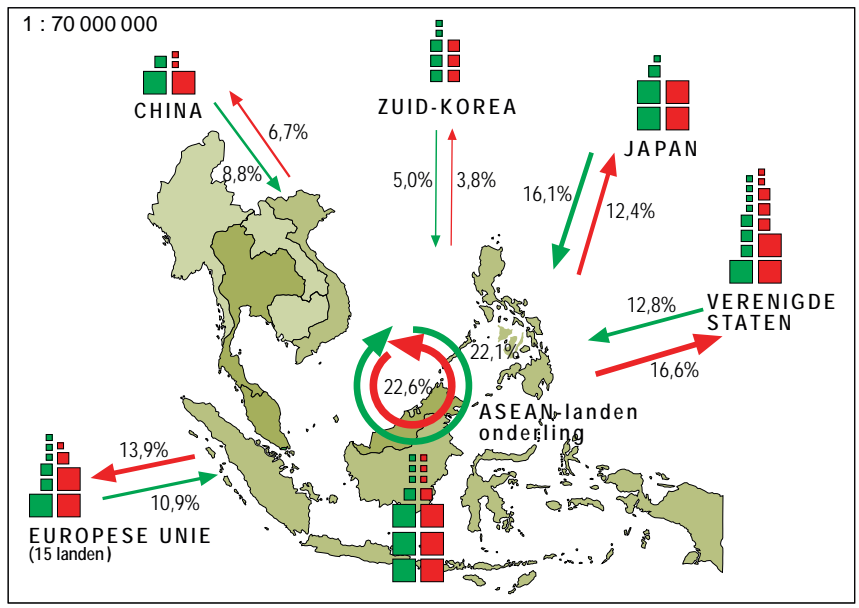 1 : 70 000 000
CHINA
6,7%
8,8%
ZUID-KOREA
5,0%
3,8%
JAPAN
16,1%
12,4%
VERENIGDE
STATEN
12,8%
16,6%
22,1%
22,6%
ASEAN-landen
onderling
13,9%
10,9%
EUROPESE UNIE
(15 landen)